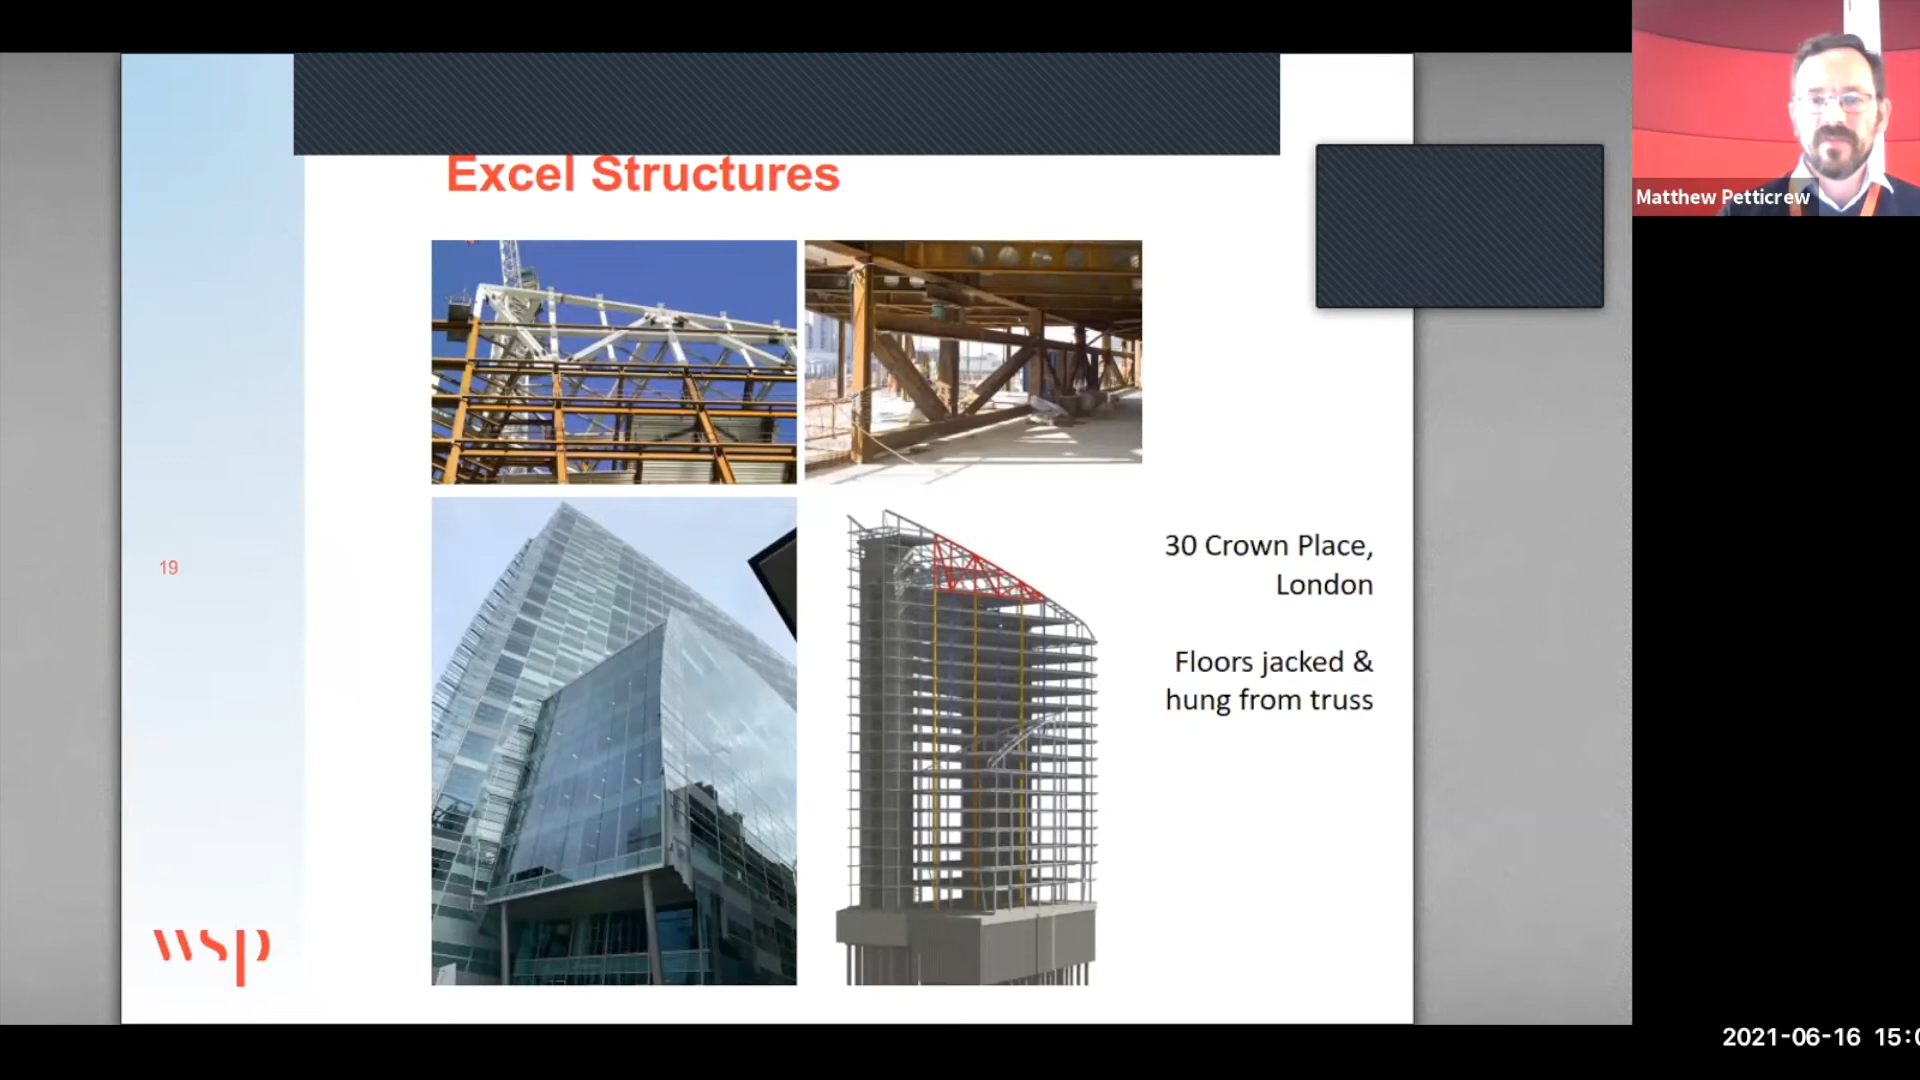 Excel Structures
Matthew Petticrew
30 Crown Place,
London
Floors jacked &
hung from truss
19
wsp
2021-06-16 15:0